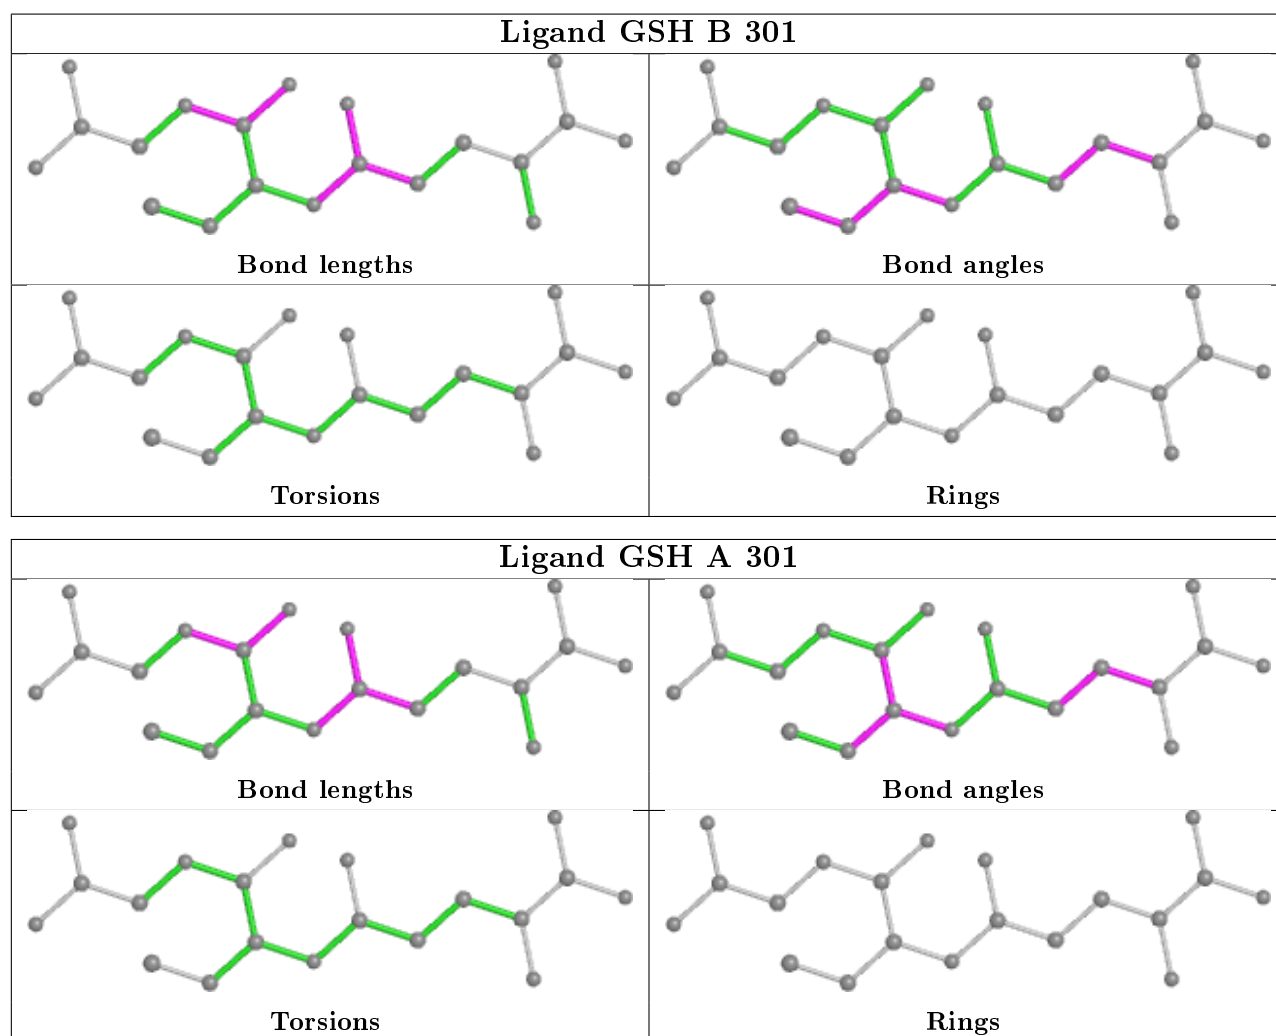 Ligand GSH B 301
Bond lengths
Bond angles
Torsions
Rings
Ligand GSH A 301
Bond lengths
Bond angles
Torsions
Rings